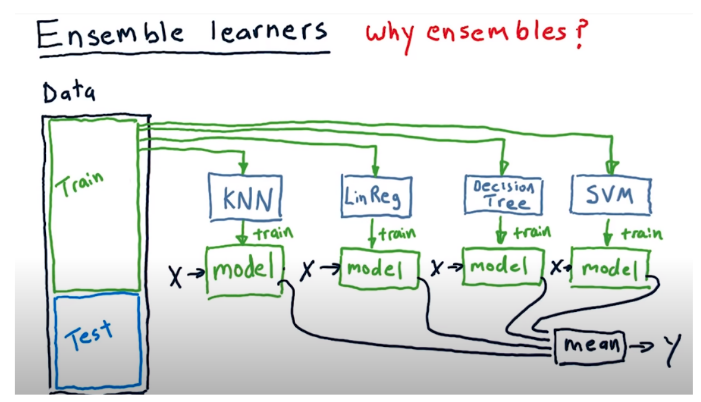 Ensemble learners why ensembles?
Data
Train
KNN LinReg Decision Tree SVM
train train train train
X model X model X model X model
Test
mean Y